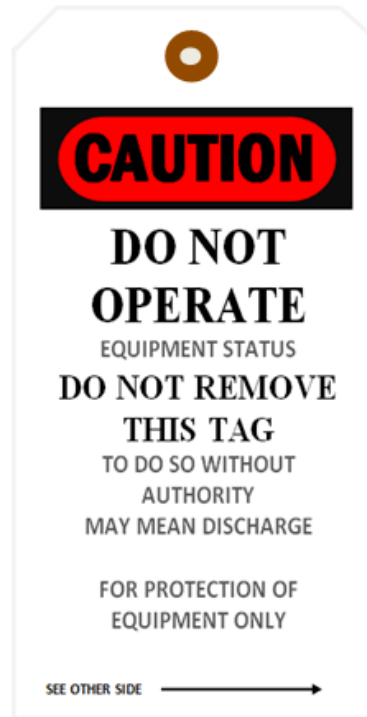 CAUTION
DO NOT
OPERATE
EQUIPMENT STATUS
DO NOT REMOVE
THIS TAG
TO DO SO WITHOUT
AUTHORITY
MAY MEAN DISCHARGE
FOR PROTECTION OF
EQUIPMENT ONLY
SEE OTHER SIDE